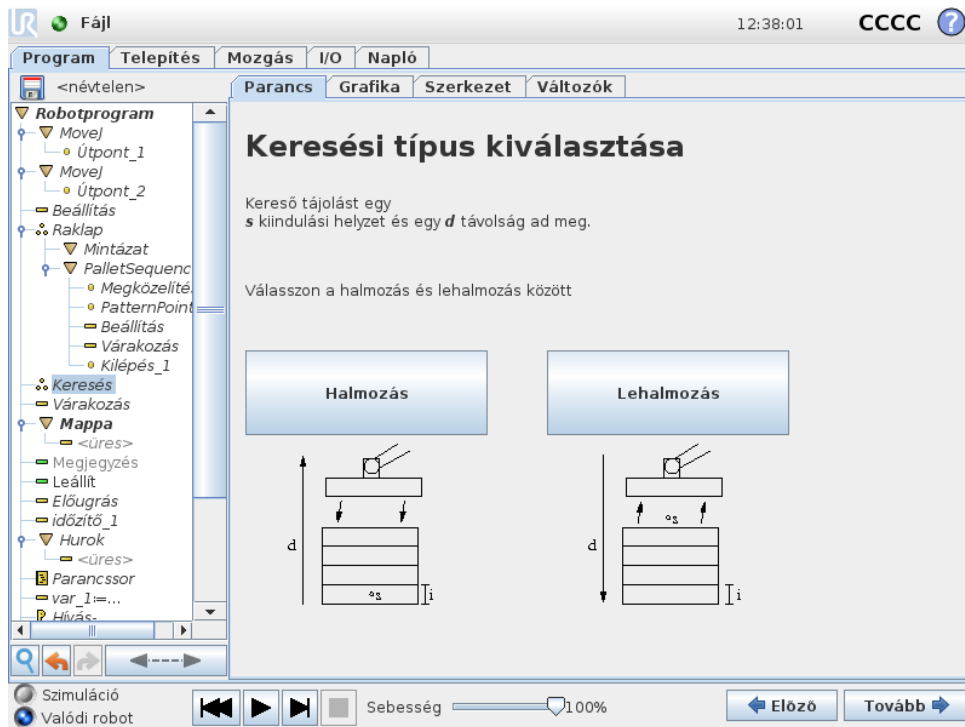 UR Fájl 12:38:01 CCCC ?
Program Telepítés Mozgás I/O Napló
<névtelen>
Parancs Grafika Szerkezet Változók
Robotprogram
MoveJ
Útpont_1
MoveJ
Útpont_2
Beállítás
Raklap
Mintázat
PalletSequenc
Megközelíté
PatternPoint
Beállítás
Várakozás
Kilépés_1
Keresés
Várakozás
Mappa
<üres>
Megjegyzés
Leállít
Előugrás
időzítő_1
Hurok
<üres>
Parancssor
var_1:=...
Hívás-
Keresési típus kiválasztása
Kereső tájolást egy
s kiindulási helyzet és egy d távolság ad meg.
Válasszon a halmozás és lehalmozás között
Halmozás Lehalmozás
d s i
d s i
Szimuláció
Valódi robot
Sebesség 100%
Előző Tovább